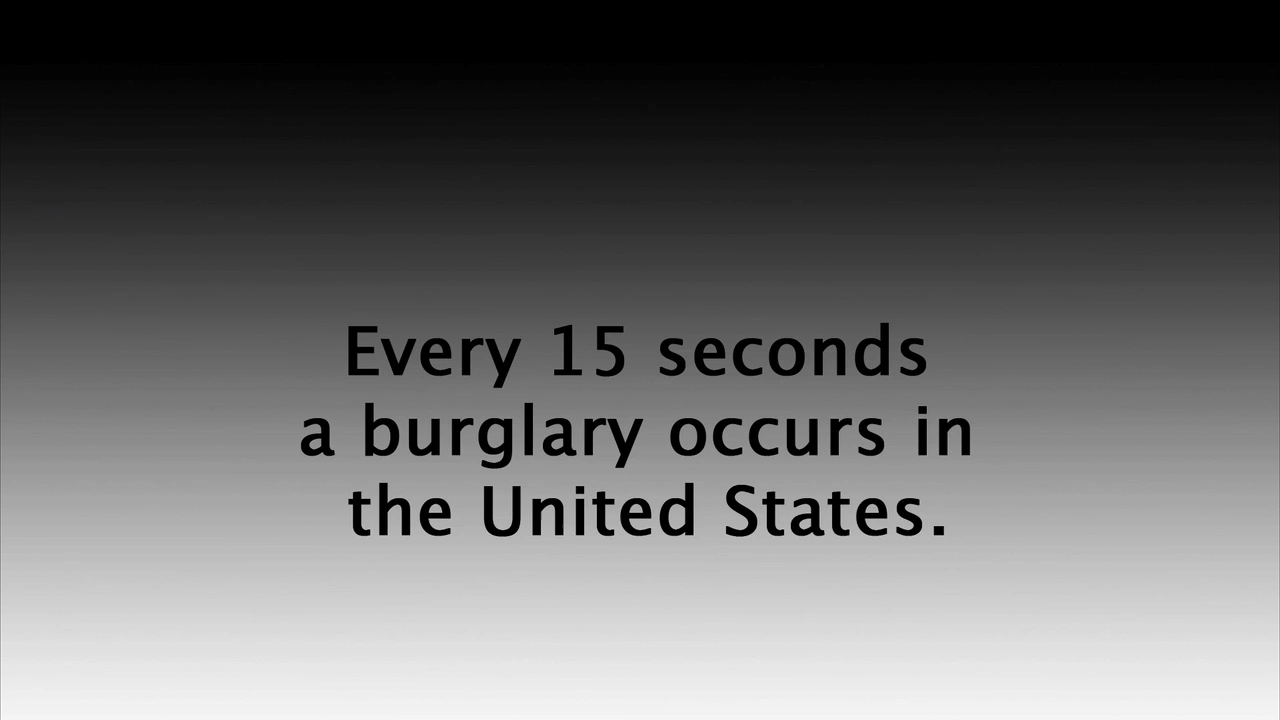 Every 15 seconds
a burglary occurs in
the United States.